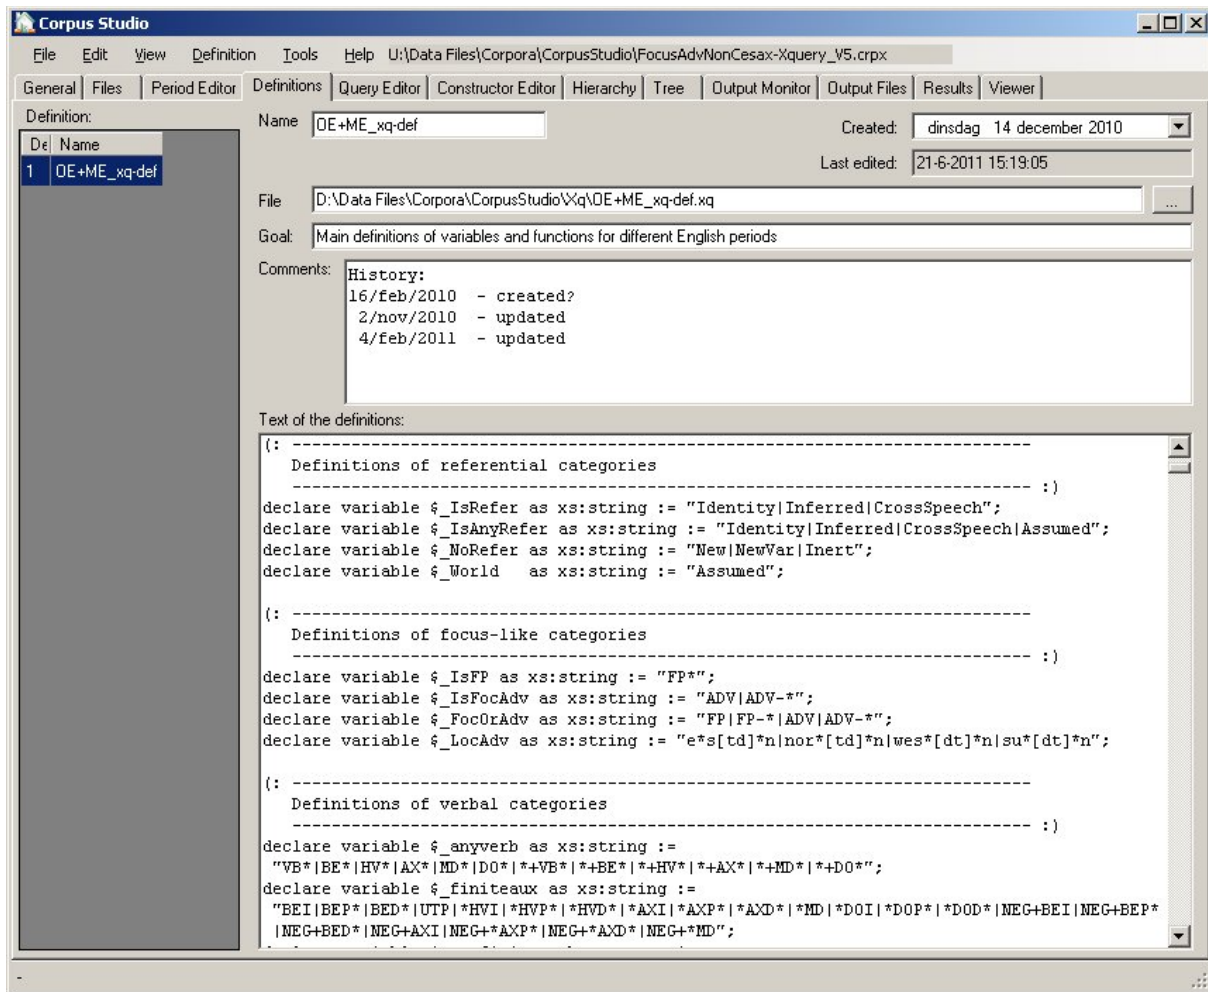 Corpus Studio
File Edit View Definition Tools Help U:\Data Files\Corpora\CorpusStudio\FocusAdvNonCesax-Xquery_V5.crpx
General Files Period Editor Definitions Query Editor Constructor Editor Hierarchy Tree Output Monitor Output Files Results Viewer
Definition:
De Name
1 OE+ME_xq-def
Name OE+ME_xq-def
Created: dinsdag 14 december 2010
Last edited: 21-6-2011 15:19:05
File D:\Data Files\Corpora\CorpusStudio\Xq\OE+ME_xq-def.xq ...
Goal: Main definitions of variables and functions for different English periods
Comments: History:
16/feb/2010 - created?
2/nov/2010 - updated
4/feb/2011 - updated
Text of the definitions:
(: ---------------------------------------------------------------------------
Definitions of referential categories
--------------------------------------------------------------------------- :)
declare variable $_IsRefer as xs:string := "Identity|Inferred|CrossSpeech";
declare variable $_IsAnyRefer as xs:string := "Identity|Inferred|CrossSpeech|Assumed";
declare variable $_NoRefer as xs:string := "New|NewVar|Inert";
declare variable $_World as xs:string := "Assumed";
(: ---------------------------------------------------------------------------
Definitions of focus-like categories
--------------------------------------------------------------------------- :)
declare variable $_IsFP as xs:string := "FP*";
declare variable $_IsFocAdv as xs:string := "ADV|ADV-*";
declare variable $_FocOrAdv as xs:string := "FP|FP-*|ADV|ADV-*";
declare variable $_LocAdv as xs:string := "e*s[td]*n|nor*[td]*n|wes*[dt]*n|su*[dt]*n";
(: ---------------------------------------------------------------------------
Definitions of verbal categories
--------------------------------------------------------------------------- :)
declare variable $_anyverb as xs:string :=
"VB*|BE*|HV*|AX*|MD*|DO*|*+VB*|*+BE*|*+HV*|*+AX*|*+MD*|*+DO*";
declare variable $_finiteaux as xs:string :=
"BEI|BEP*|BED*|UTP|*HVI|*HVP*|*HVD*|*AXI|*AXP*|*AXD*|*MD|*DOI|*DOP*|*DOD*|NEG+BEI|NEG+BEP*
|NEG+BED*|NEG+AXI|NEG+*AXP*|NEG+*AXD*|NEG+*MD";
-